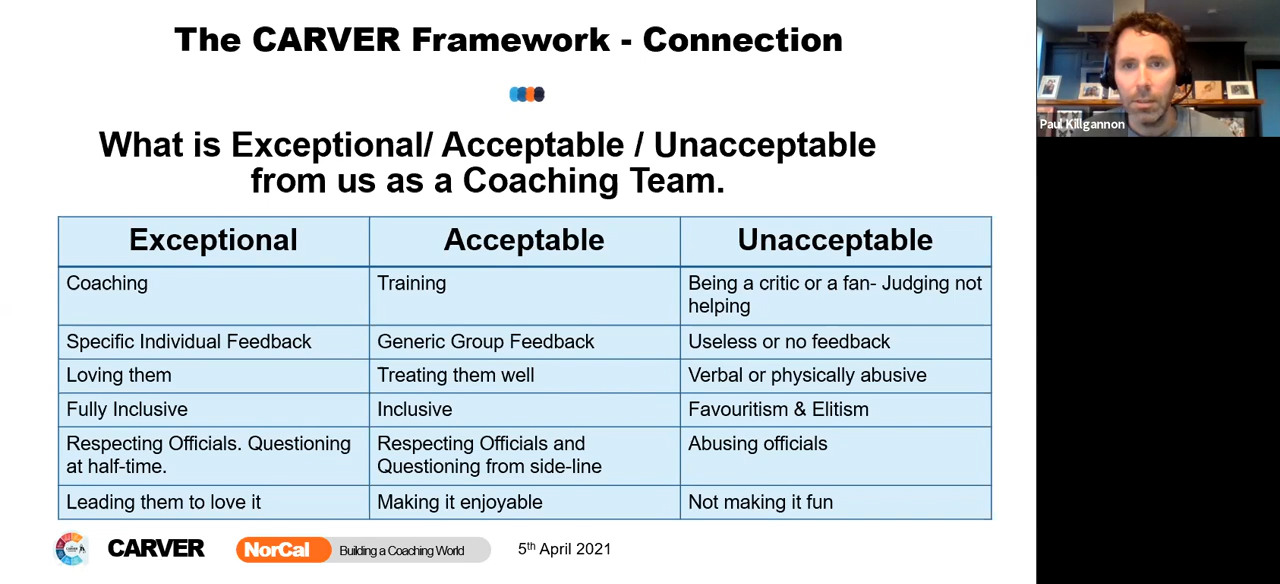 The CARVER Framework - Connection
What is Exceptional/ Acceptable / Unacceptable
from us as a Coaching Team.
Exceptional
Acceptable
Unacceptable
Coaching
Training
Being a critic or a fan- Judging not
helping
Specific Individual Feedback
Generic Group Feedback
Useless or no feedback
Loving them
Treating them well
Verbal or physically abusive
Fully Inclusive
Inclusive
Favouritism & Elitism
Respecting Officials. Questioning
at half-time.
Respecting Officials and
Questioning from side-line
Abusing officials
Leading them to love it
Making it enjoyable
Not making it fun
CARVER
NorCal
Building a Coaching World
5th April 2021
Paul Killgannon